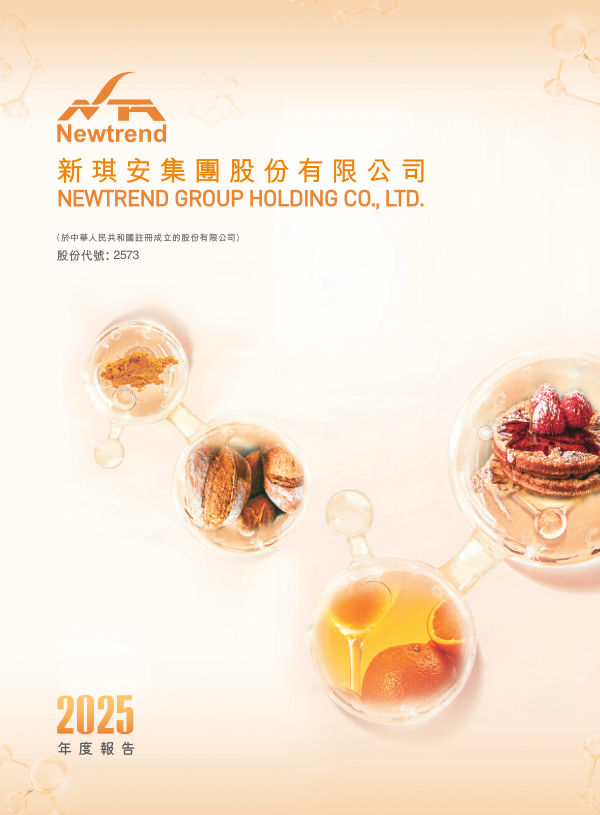 Newtrend
新琪安集團股份有限公司
NEWTREND GROUP HOLDING CO., LTD.
(於中華人民共和國註冊成立的股份有限公司)
股份代號: 2573
2025
年度報告